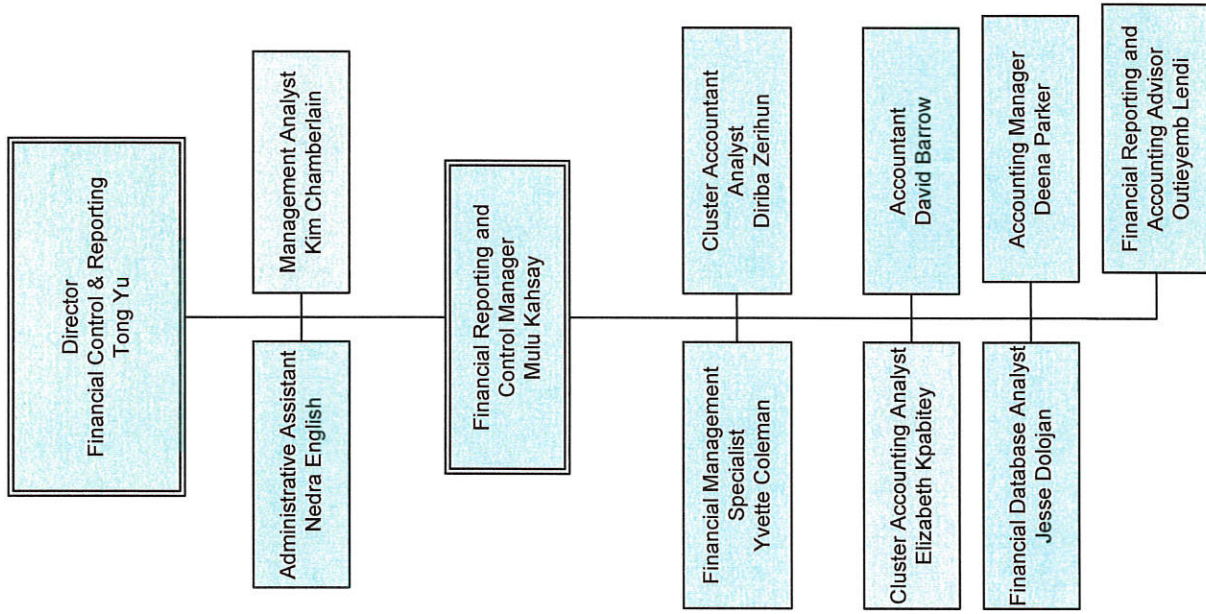 Director
Financial Control & Reporting
Tong Yu
Administrative Assistant
Nedra English
Management Analyst
Kim Chamberlain
Financial Reporting and
Control Manager
Mulu Kahsay
Financial Management
Specialist
Yvette Coleman
Cluster Accountant
Analyst
Diriba Zerihun
Cluster Accounting Analyst
Elizabeth Kpabitey
Accountant
David Barrow
Financial Database Analyst
Jesse Dolojan
Accounting Manager
Deena Parker
Financial Reporting and
Accounting Advisor
Outieyemb Lendi